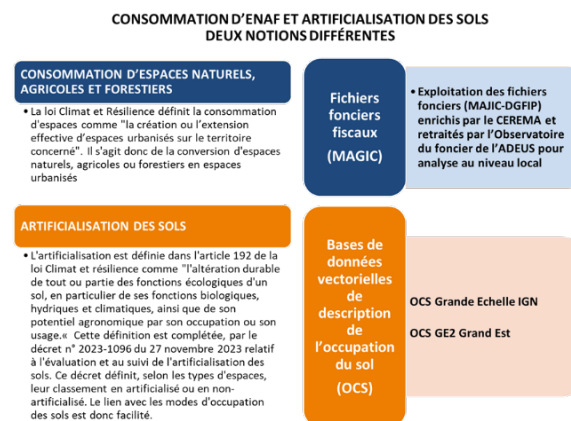 CONSOMMATION D'ENAF ET ARTIFICIALISATION DES SOLS
DEUX NOTIONS DIFFÉRENTES
CONSOMMATION D'ESPACES NATURELS,
AGRICOLES ET FORESTIERS
• La loi Climat et Résilience définit la consommation
d'espaces comme "la création ou l'extension
effective d'espaces urbanisés sur le territoire
concerné". Il s'agit donc de la conversion d'espaces
naturels, agricoles ou forestiers en espaces
urbanisés
Fichiers
fonciers
fiscaux
(MAGIC)
• Exploitation des fichiers
fonciers (MAJIC-DGFIP)
enrichis par le CEREMA et
retraités par l'Observatoire
du foncier de l'ADEUS pour
analyse au niveau local
ARTIFICIALISATION DES SOLS
• L'artificialisation est définie dans l'article 192 de la
loi Climat et résilience comme "l'altération durable
de tout ou partie des fonctions écologiques d'un
sol, en particulier de ses fonctions biologiques,
hydriques et climatiques, ainsi que de son
potentiel agronomique par son occupation ou son
usage.« Cette définition est complétée, par le
décret n° 2023-1096 du 27 novembre 2023 relatif
à l'évaluation et au suivi de l'artificialisation des
sols. Ce décret définit, selon les types d'espaces,
leur classement en artificialisé ou en non-
artificialisé. Le lien avec les modes d'occupation
des sols est donc facilité.
Bases de
données
vectorielles
de
description
de
l'occupation
du sol
(OCS)
OCS Grande Echelle IGN
OCS GE2 Grand Est